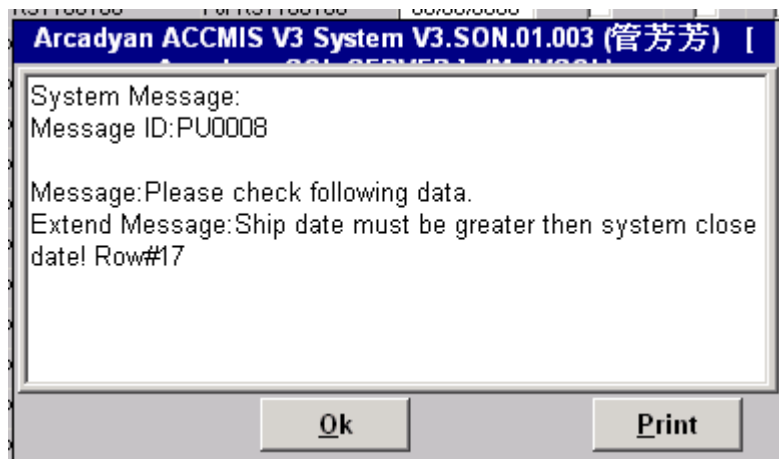 Arcadyan ACCMIS V3 System V3.SON.01.003 (管芳芳) [
System Message:
Message ID:PU0008
Message:Please check following data.
Extend Message:Ship date must be greater then system close
date! Row#17
Ok
Print